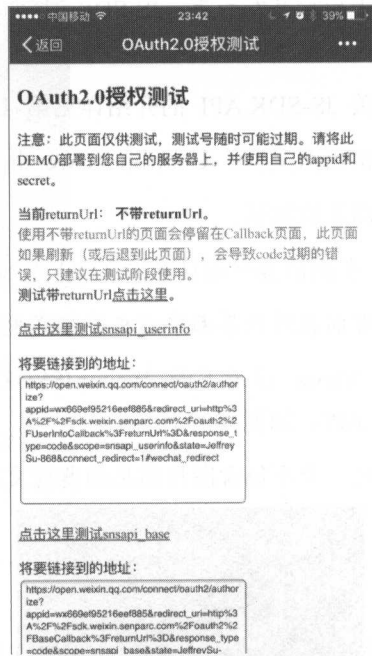 中国移动 23:42 39%
返回 OAuth2.0授权测试
OAuth2.0授权测试
注意：此页面仅供测试，测试号随时可能过期。请将此
DEMO部署到您自己的服务器上，并使用自己的appid和
secret。
当前returnUrl： 不带returnUrl。
使用不带returnUrl的页面会停留在Callback页面，此页面
如果刷新（或后退到此页面），会导致code过期的错
误，只建议在测试阶段使用。
测试带returnUrl点击这里。
点击这里测试snsapi_userinfo
将要链接到的地址：
https://open.weixin.qq.com/connect/oauth2/author
ize?
appid=wx669ef95216eef885&redirect_uri=http%3
A%2F%2Fsdk.weixin.senparc.com%2Foauth2%2
FUserInfoCallback%3FreturnUrl%3D&response_t
ype=code&scope=snsapi_userinfo&state=Jeffrey
Su-868&connect_redirect=1#wechat_redirect
点击这里测试snsapi_base
将要链接到的地址：
https://open.weixin.qq.com/connect/oauth2/author
ize?
appid=wx669ef95216eef885&redirect_uri=http%3
A%2F%2Fsdk.weixin.senparc.com%2Foauth2%2
FBaseCallback%3FreturnUrl%3D&response_type
=code&scope=snsapi_base&state=JeffreySu-